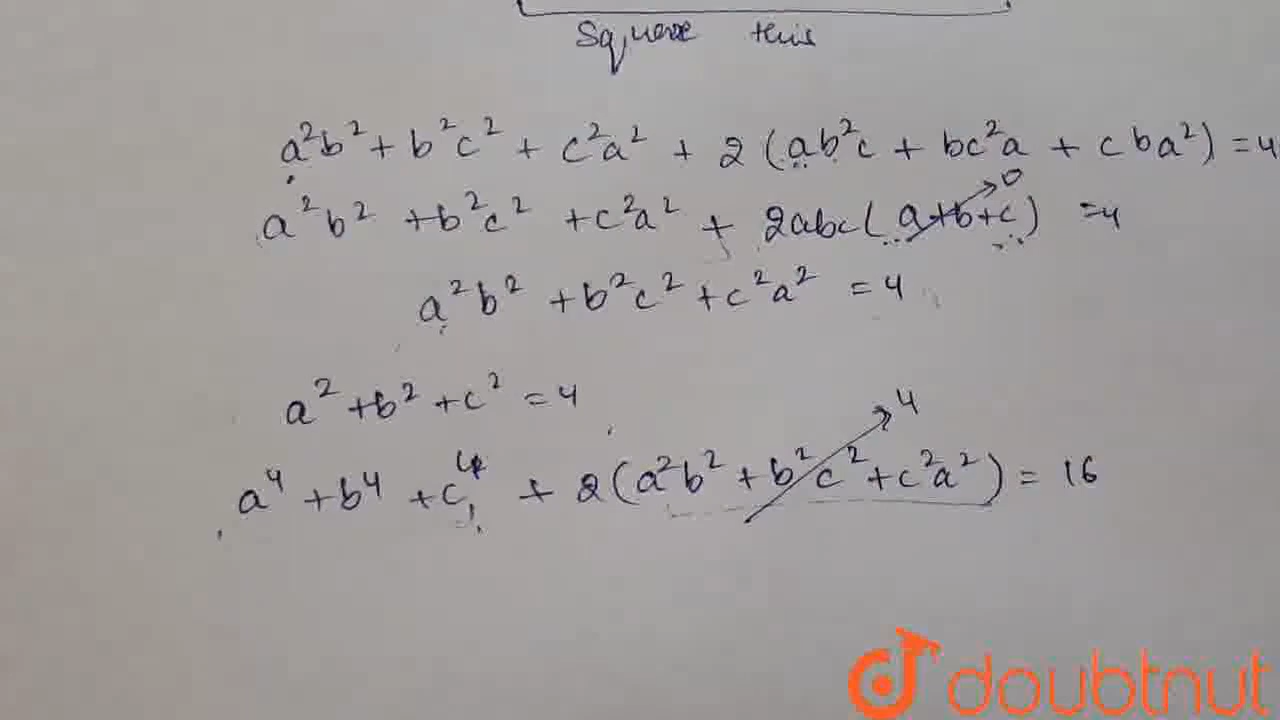 Square this
a²b² + b²c² + c²a² + 2 (ab²c + bc²a + cba²) = 4
a²b² + b²c² + c²a² + 2abc(a+b+c) = 4
0
a²b² + b²c² + c²a² = 4
a² + b² + c² = 4
4
a⁴ + b⁴ + c⁴ + 2(a²b² + b²c² + c²a²) = 16
doubtnut